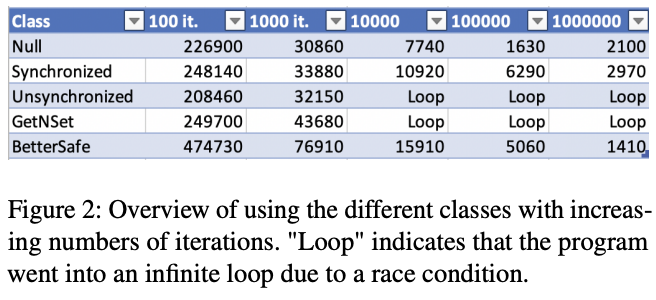 Class 100 it. 1000 it. 10000 100000 1000000
Null 226900 30860 7740 1630 2100
Synchronized 248140 33880 10920 6290 2970
Unsynchronized 208460 32150 Loop Loop Loop
GetNSet 249700 43680 Loop Loop Loop
BetterSafe 474730 76910 15910 5060 1410
Figure 2: Overview of using the different classes with increas-
ing numbers of iterations. "Loop" indicates that the program
went into an infinite loop due to a race condition.